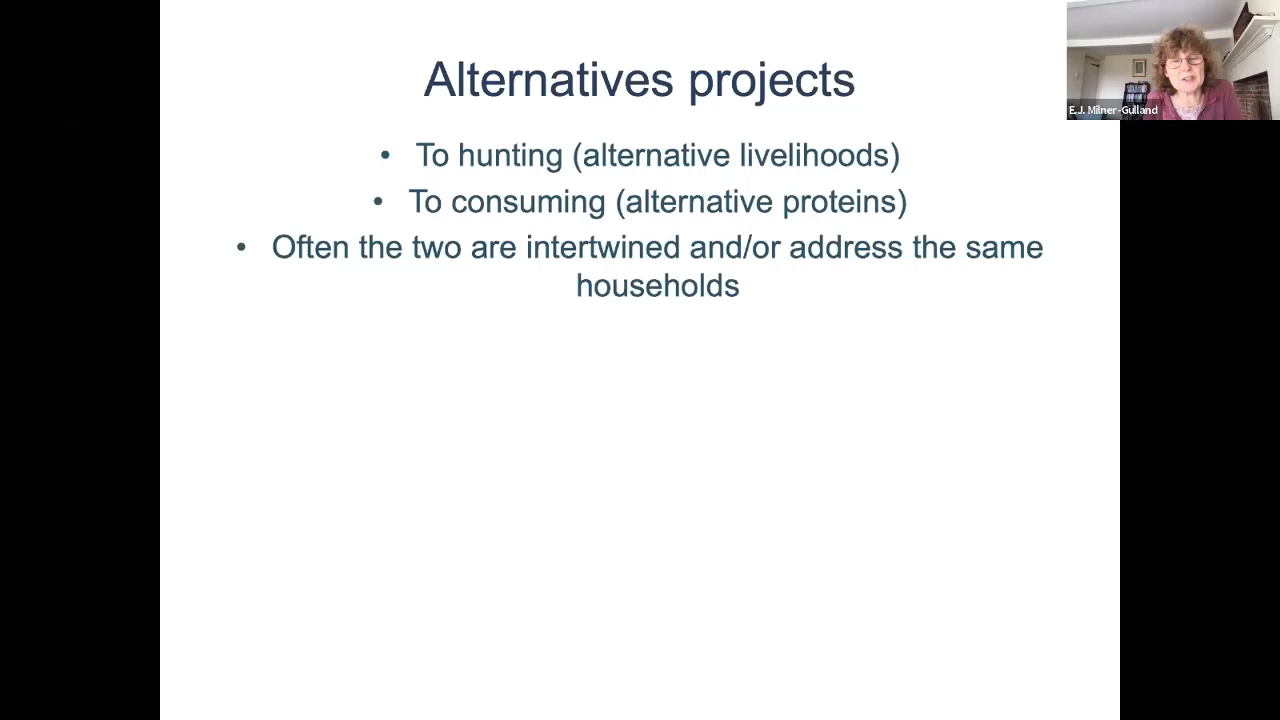 Alternatives projects
E.J. Milner-Gulland
• To hunting (alternative livelihoods)
• To consuming (alternative proteins)
• Often the two are intertwined and/or address the same
households